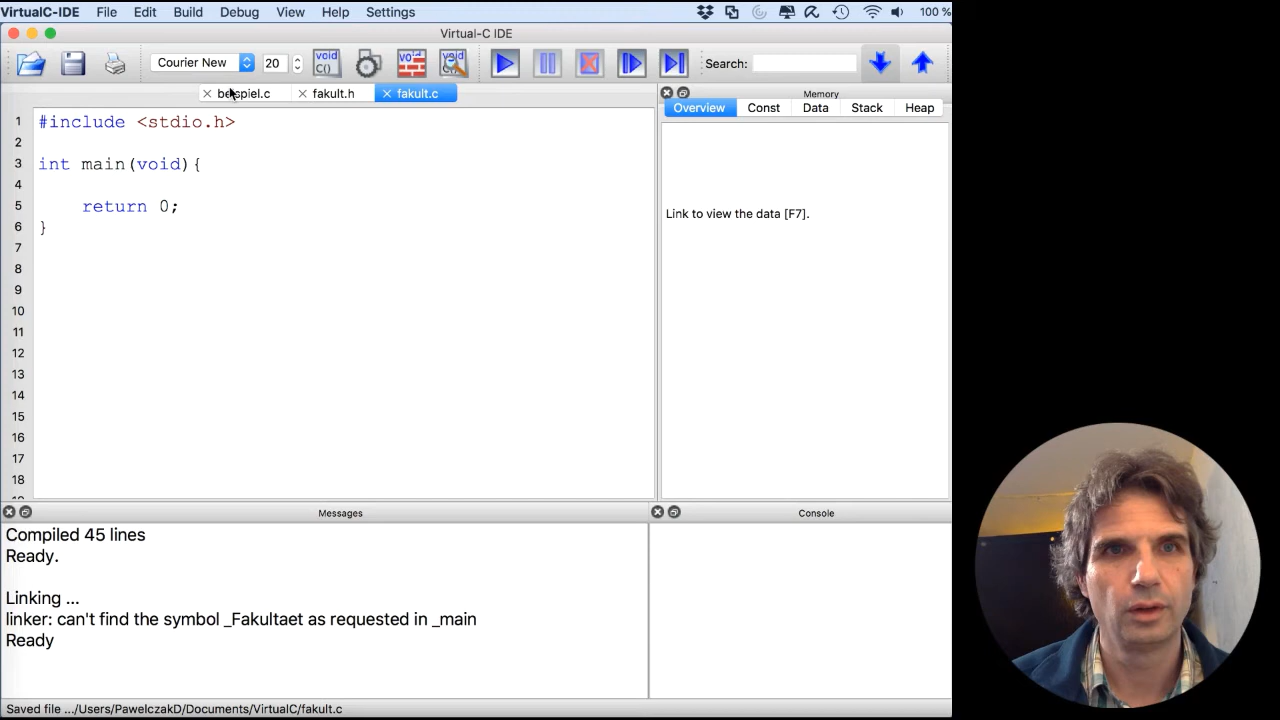 VirtualC-IDE File Edit Build Debug View Help Settings 100 %
Virtual-C IDE
Courier New 20 void C() Search:
beispiel.c fakult.h fakult.c
Memory
Overview Const Data Stack Heap
1 #include <stdio.h>
2
3 int main(void){
4
5 return 0;
6 }
7
8
9
10
11
12
13
14
15
16
17
18
Link to view the data [F7].
Messages
Console
Compiled 45 lines
Ready.
Linking ...
linker: can't find the symbol _Fakultaet as requested in _main
Ready
Saved file .../Users/PawelczakD/Documents/VirtualC/fakult.c